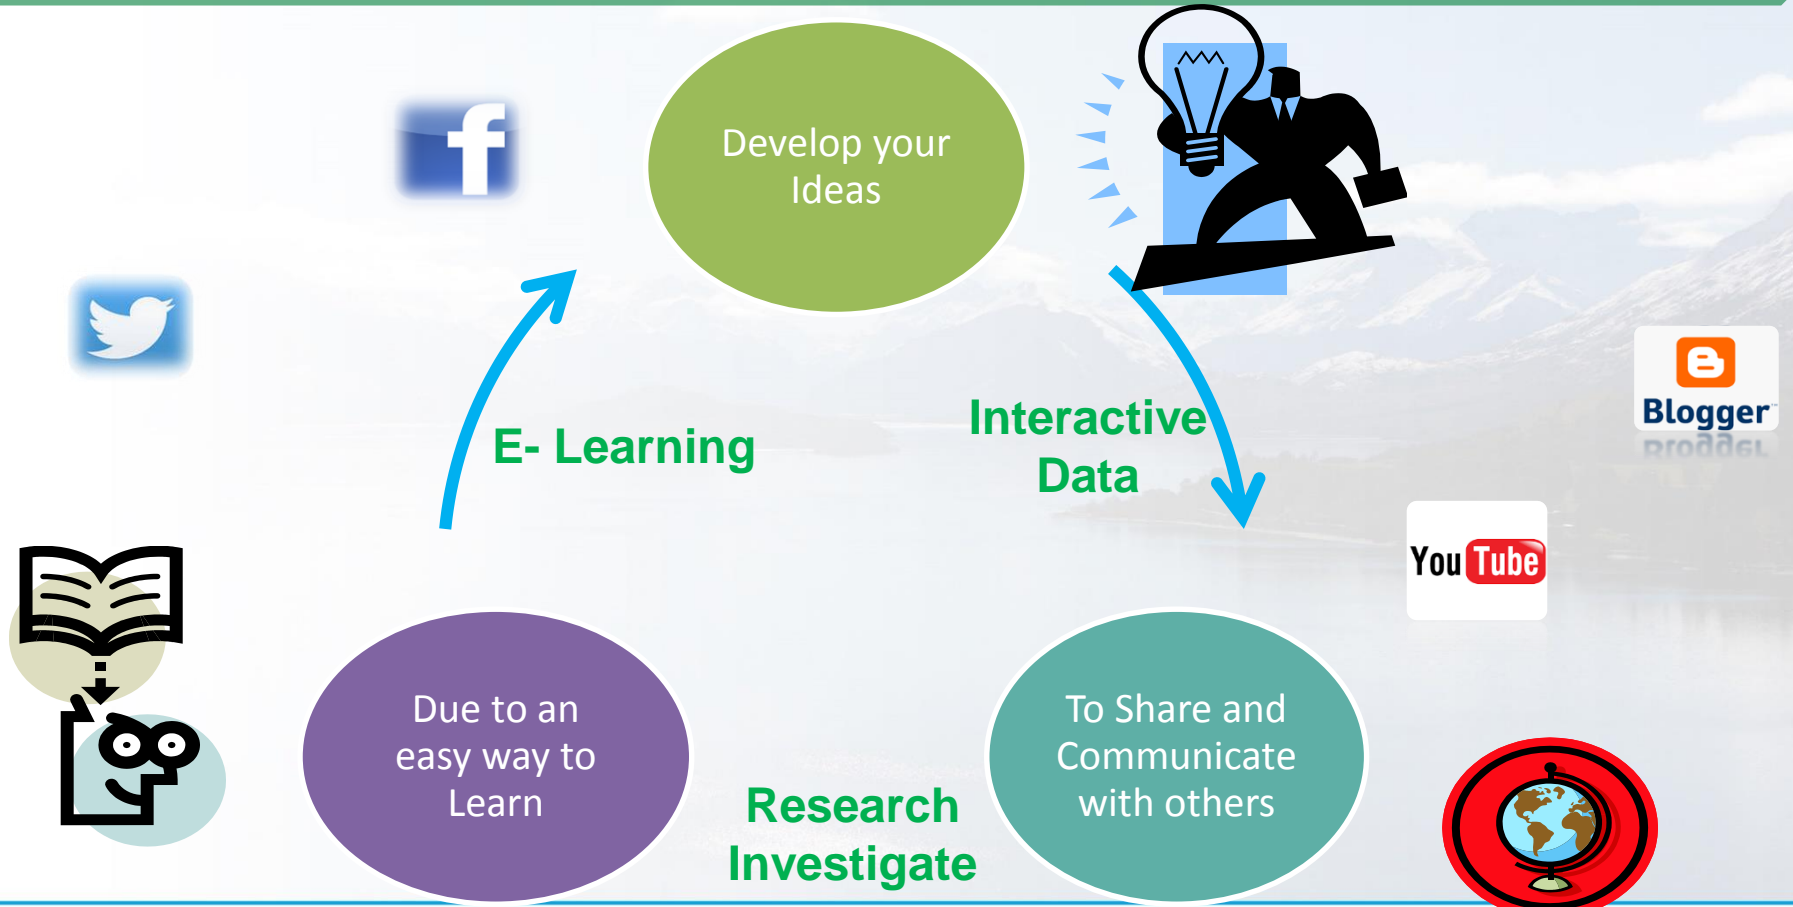 f
Develop your
Ideas
E- Learning
Interactive
Data
Blogger
You Tube
Due to an
easy way to
Learn
To Share and
Communicate
with others
Research
Investigate